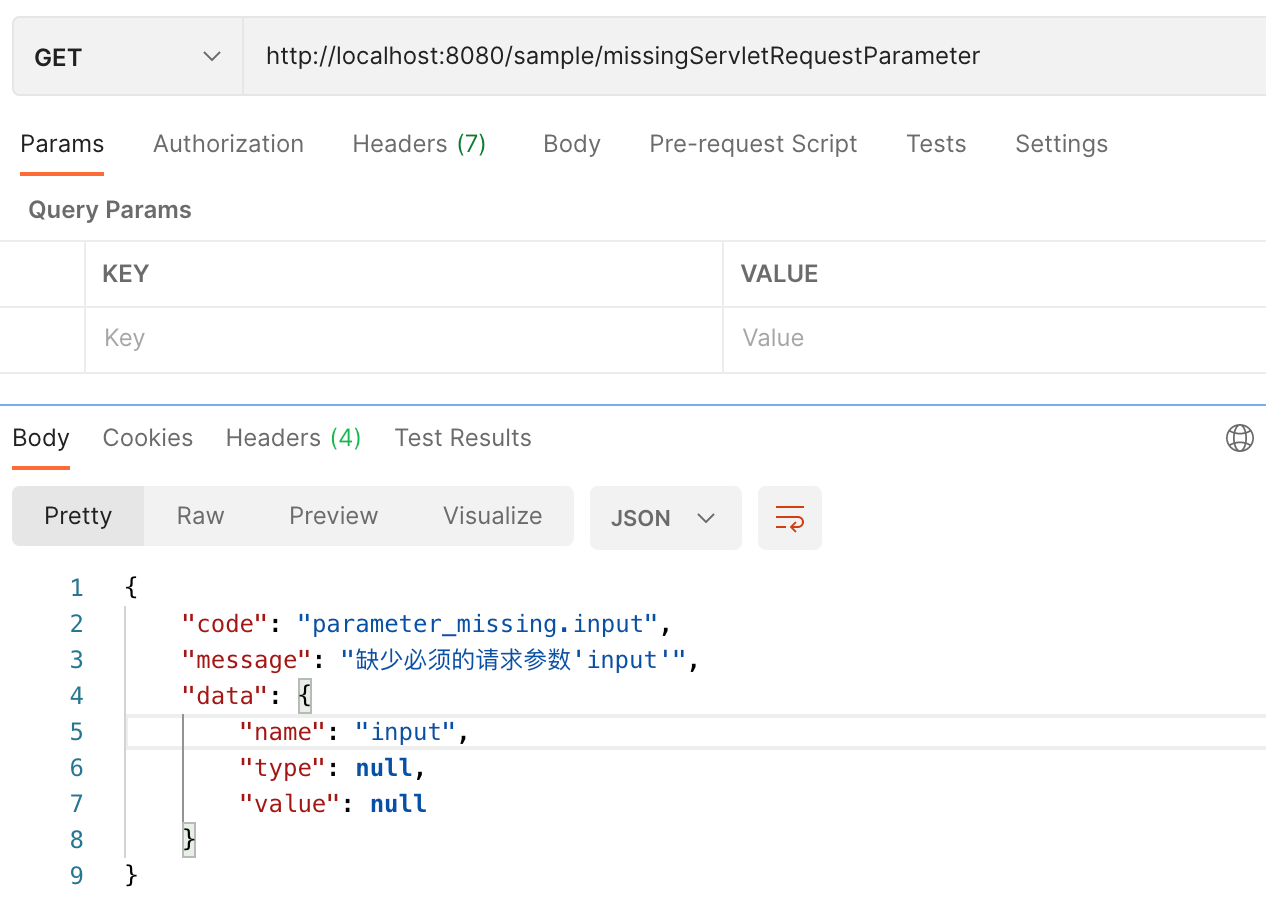 GET http://localhost:8080/sample/missingServletRequestParameter
Params Authorization Headers (7) Body Pre-request Script Tests Settings
Query Params
KEY VALUE
Key Value
Body Cookies Headers (4) Test Results
Pretty Raw Preview Visualize JSON
1 {
2 "code": "parameter_missing.input",
3 "message": "缺少必须的请求参数'input'",
4 "data": {
5 "name": "input",
6 "type": null,
7 "value": null
8 }
9 }